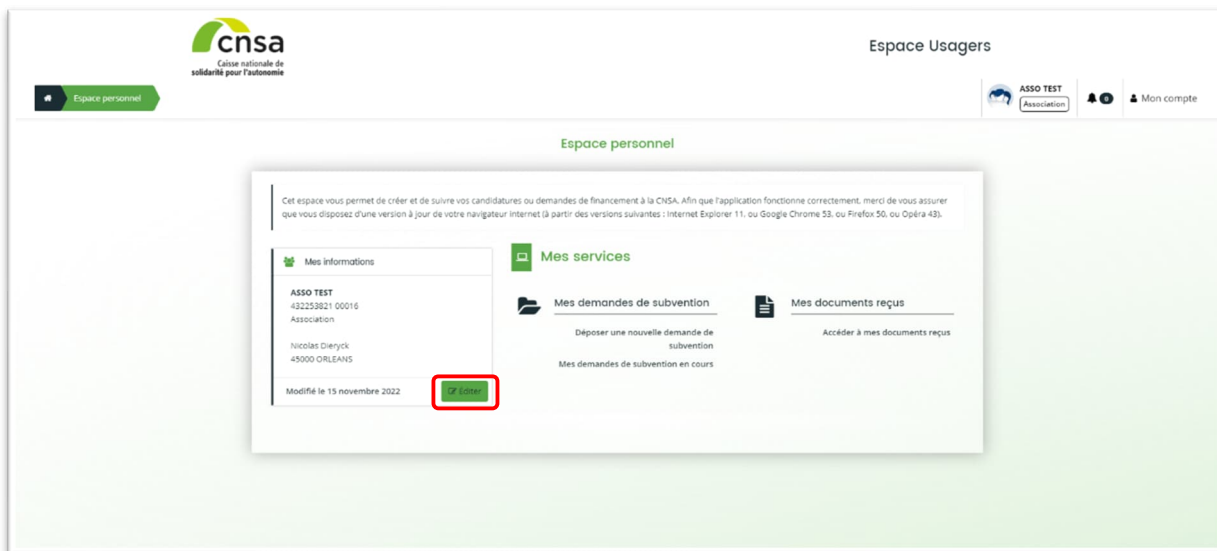 cnsa
Caisse nationale de
solidarité pour l'autonomie
Espace Usagers
Espace personnel
ASSO TEST
Association
0
Mon compte
Espace personnel
Cet espace vous permet de créer et de suivre vos candidatures ou demandes de financement à la CNSA. Afin que l'application fonctionne correctement, merci de vous assurer
que vous disposez d'une version à jour de votre navigateur internet (à partir des versions suivantes : Internet Explorer 11, ou Google Chrome 53, ou Firefox 50, ou Opéra 43).
Mes informations
ASSO TEST
432253821 00016
Association
Nicolas Dieryck
45000 ORLEANS
Modifié le 15 novembre 2022
Editer
Mes services
Mes demandes de subvention
Déposer une nouvelle demande de
subvention
Mes demandes de subvention en cours
Mes documents reçus
Accéder à mes documents reçus